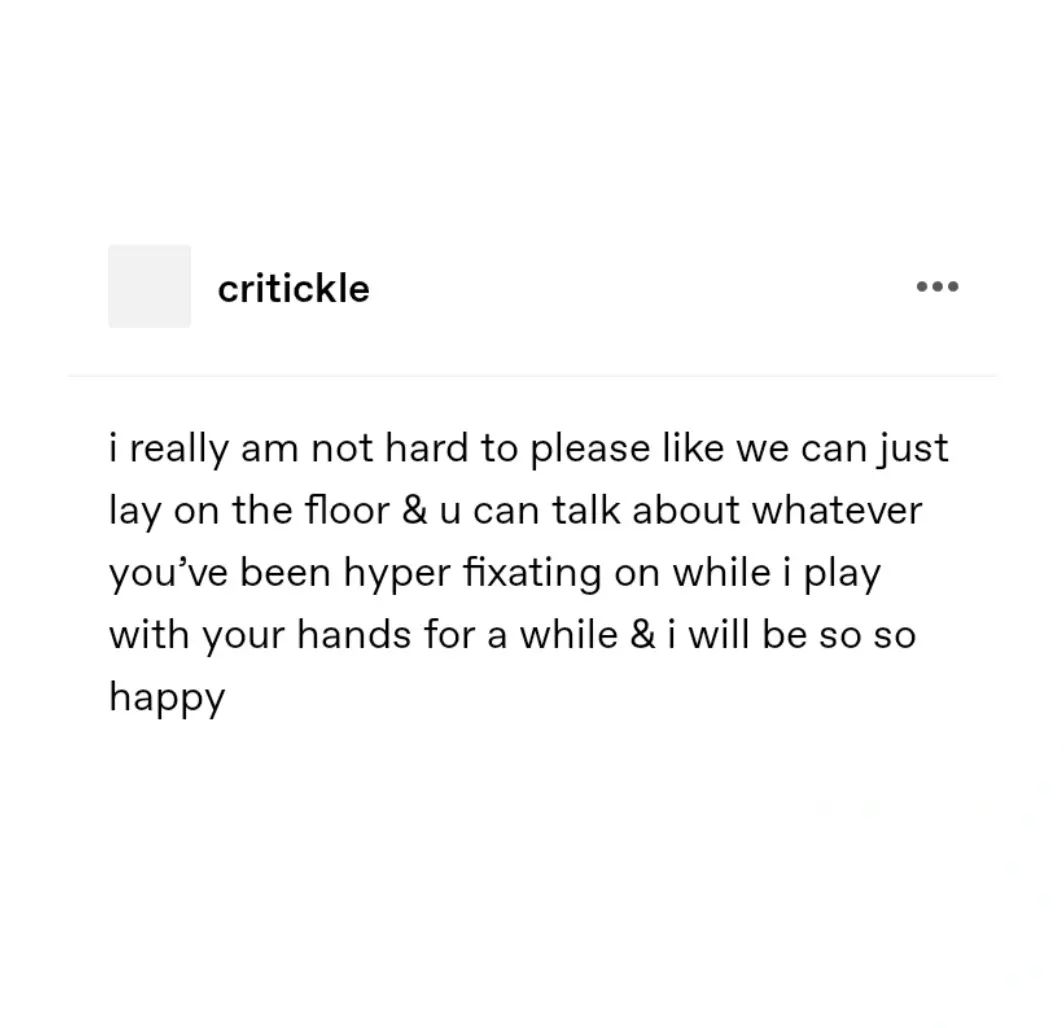 critickle
i really am not hard to please like we can just
lay on the floor & u can talk about whatever
you’ve been hyper fixating on while i play
with your hands for a while & i will be so so
happy